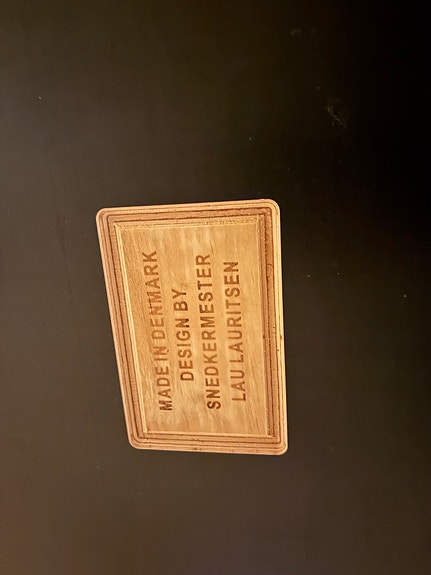 MADE IN DENMARK
DESIGN BY
SNEDKERMESTER
LAU LAURITSEN